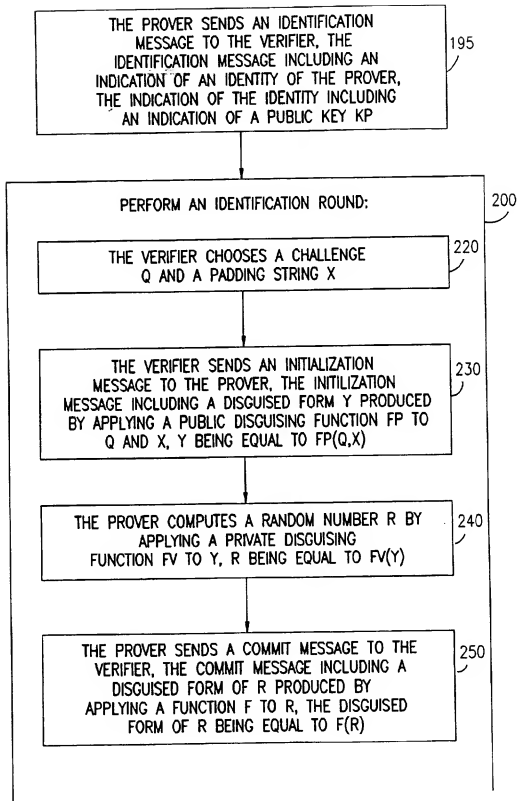 THE PROVER SENDS AN IDENTIFICATION
MESSAGE TO THE VERIFIER, THE
IDENTIFICATION MESSAGE INCLUDING AN
INDICATION OF AN IDENTITY OF THE PROVER,
THE INDICATION OF THE IDENTITY INCLUDING
AN INDICATION OF A PUBLIC KEY KP
195
PERFORM AN IDENTIFICATION ROUND:
200
THE VERIFIER CHOOSES A CHALLENGE
Q AND A PADDING STRING X
220
THE VERIFIER SENDS AN INITIALIZATION
MESSAGE TO THE PROVER, THE INITILIZATION
MESSAGE INCLUDING A DISGUISED FORM Y PRODUCED
BY APPLYING A PUBLIC DISGUISING FUNCTION FP TO
Q AND X, Y BEING EQUAL TO FP(Q,X)
230
THE PROVER COMPUTES A RANDOM NUMBER R BY
APPLYING A PRIVATE DISGUISING
FUNCTION FV TO Y, R BEING EQUAL TO FV(Y)
240
THE PROVER SENDS A COMMIT MESSAGE TO THE
VERIFIER, THE COMMIT MESSAGE INCLUDING A
DISGUISED FORM OF R PRODUCED BY
APPLYING A FUNCTION F TO R, THE DISGUISED
FORM OF R BEING EQUAL TO F(R)
250